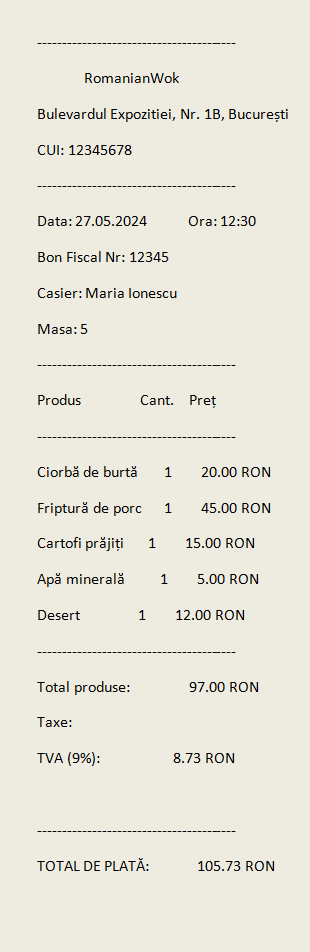 ----------------------------------------
RomanianWok
Bulevardul Expozitiei, Nr. 1B, București
CUI: 12345678
----------------------------------------
Data: 27.05.2024 Ora: 12:30
Bon Fiscal Nr: 12345
Casier: Maria Ionescu
Masa: 5
----------------------------------------
Produs Cant. Preț
----------------------------------------
Ciorbă de burtă 1 20.00 RON
Friptură de porc 1 45.00 RON
Cartofi prăjiți 1 15.00 RON
Apă minerală 1 5.00 RON
Desert 1 12.00 RON
----------------------------------------
Total produse: 97.00 RON
Taxe:
TVA (9%): 8.73 RON
----------------------------------------
TOTAL DE PLATĂ: 105.73 RON